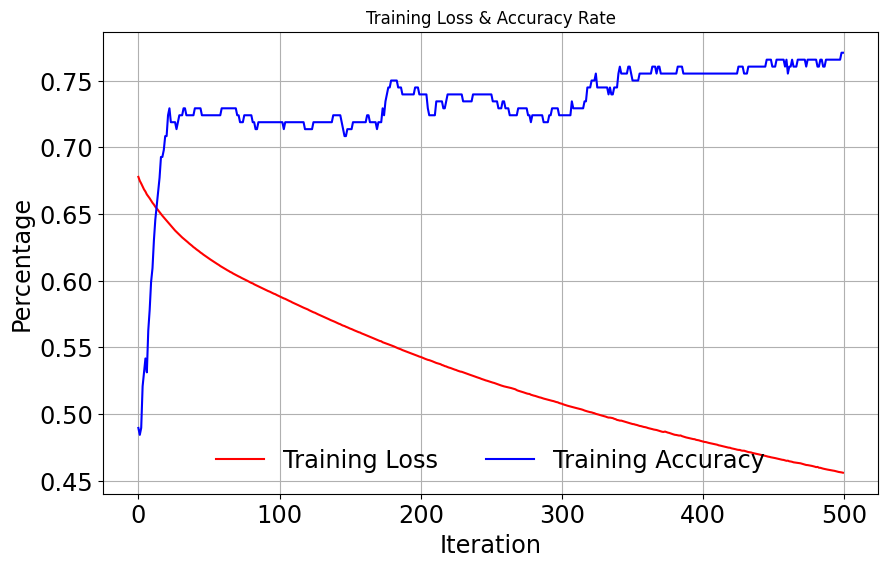 Training Loss & Accuracy Rate
Percentage
0.75
0.70
0.65
0.60
0.55
0.50
0.45
Training Loss Training Accuracy
0 100 200 300 400 500
Iteration